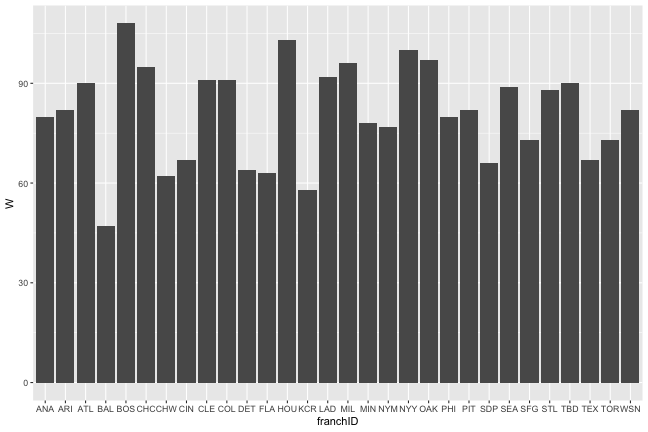 W
90
60
30
0
ANA ARI ATL BAL BOS CHC CHW CIN CLE COL DET FLA HOU KCR LAD MIL MIN NYM NYY OAK PHI PIT SDP SEA SFG STL TBD TEX TOR WSN
franchID